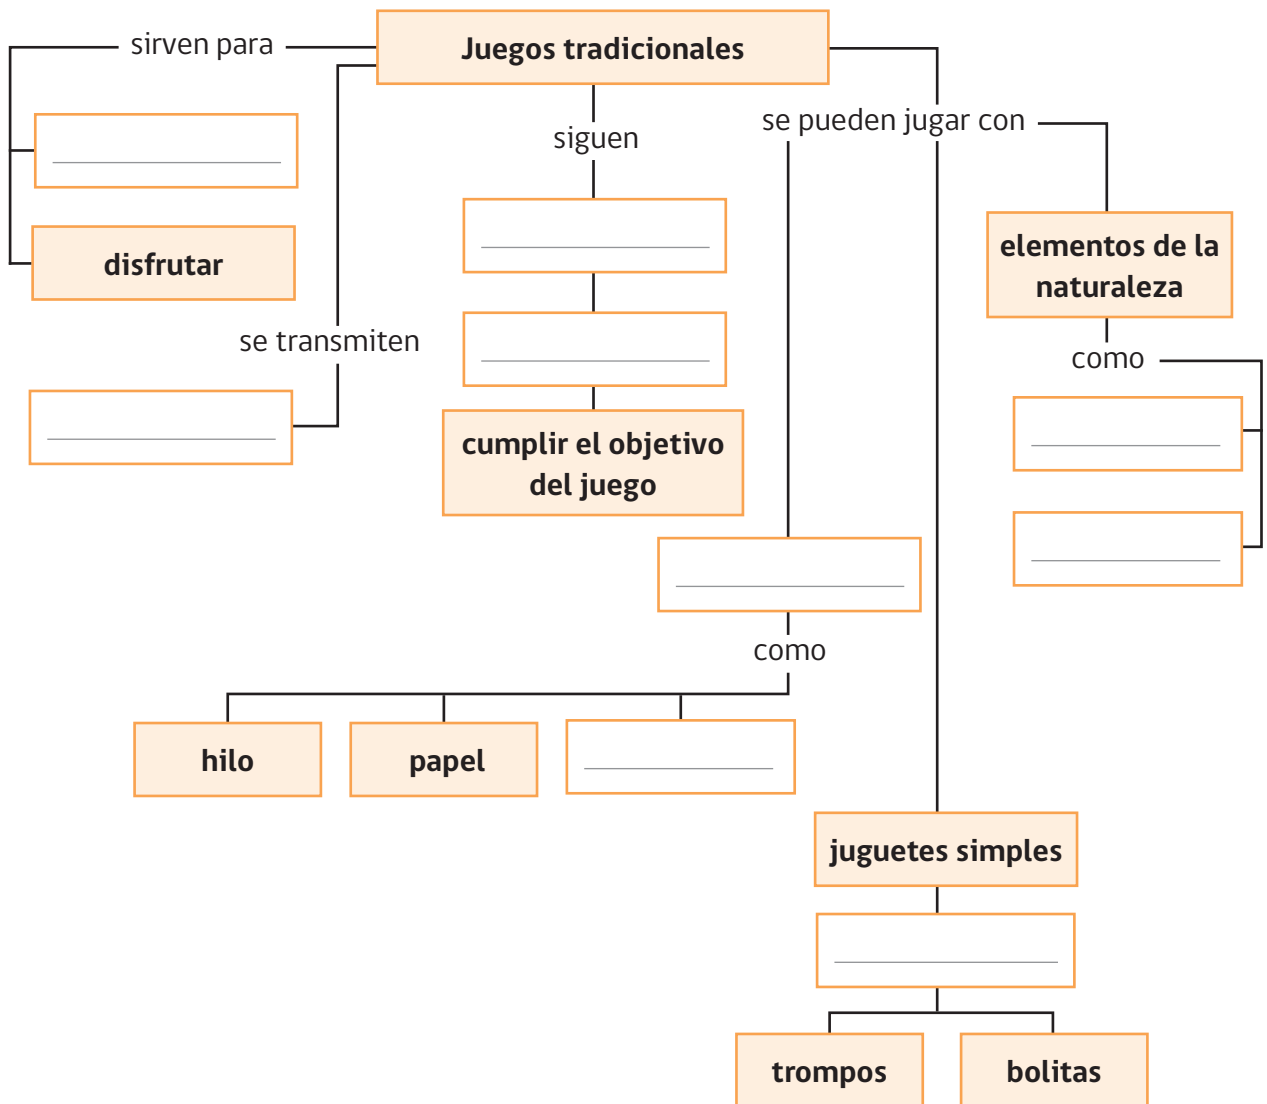 sirven para
Juegos tradicionales
siguen
se pueden jugar con
disfrutar
elementos de la
naturaleza
se transmiten
como
cumplir el objetivo
del juego
como
hilo
papel
juguetes simples
trompos
bolitas